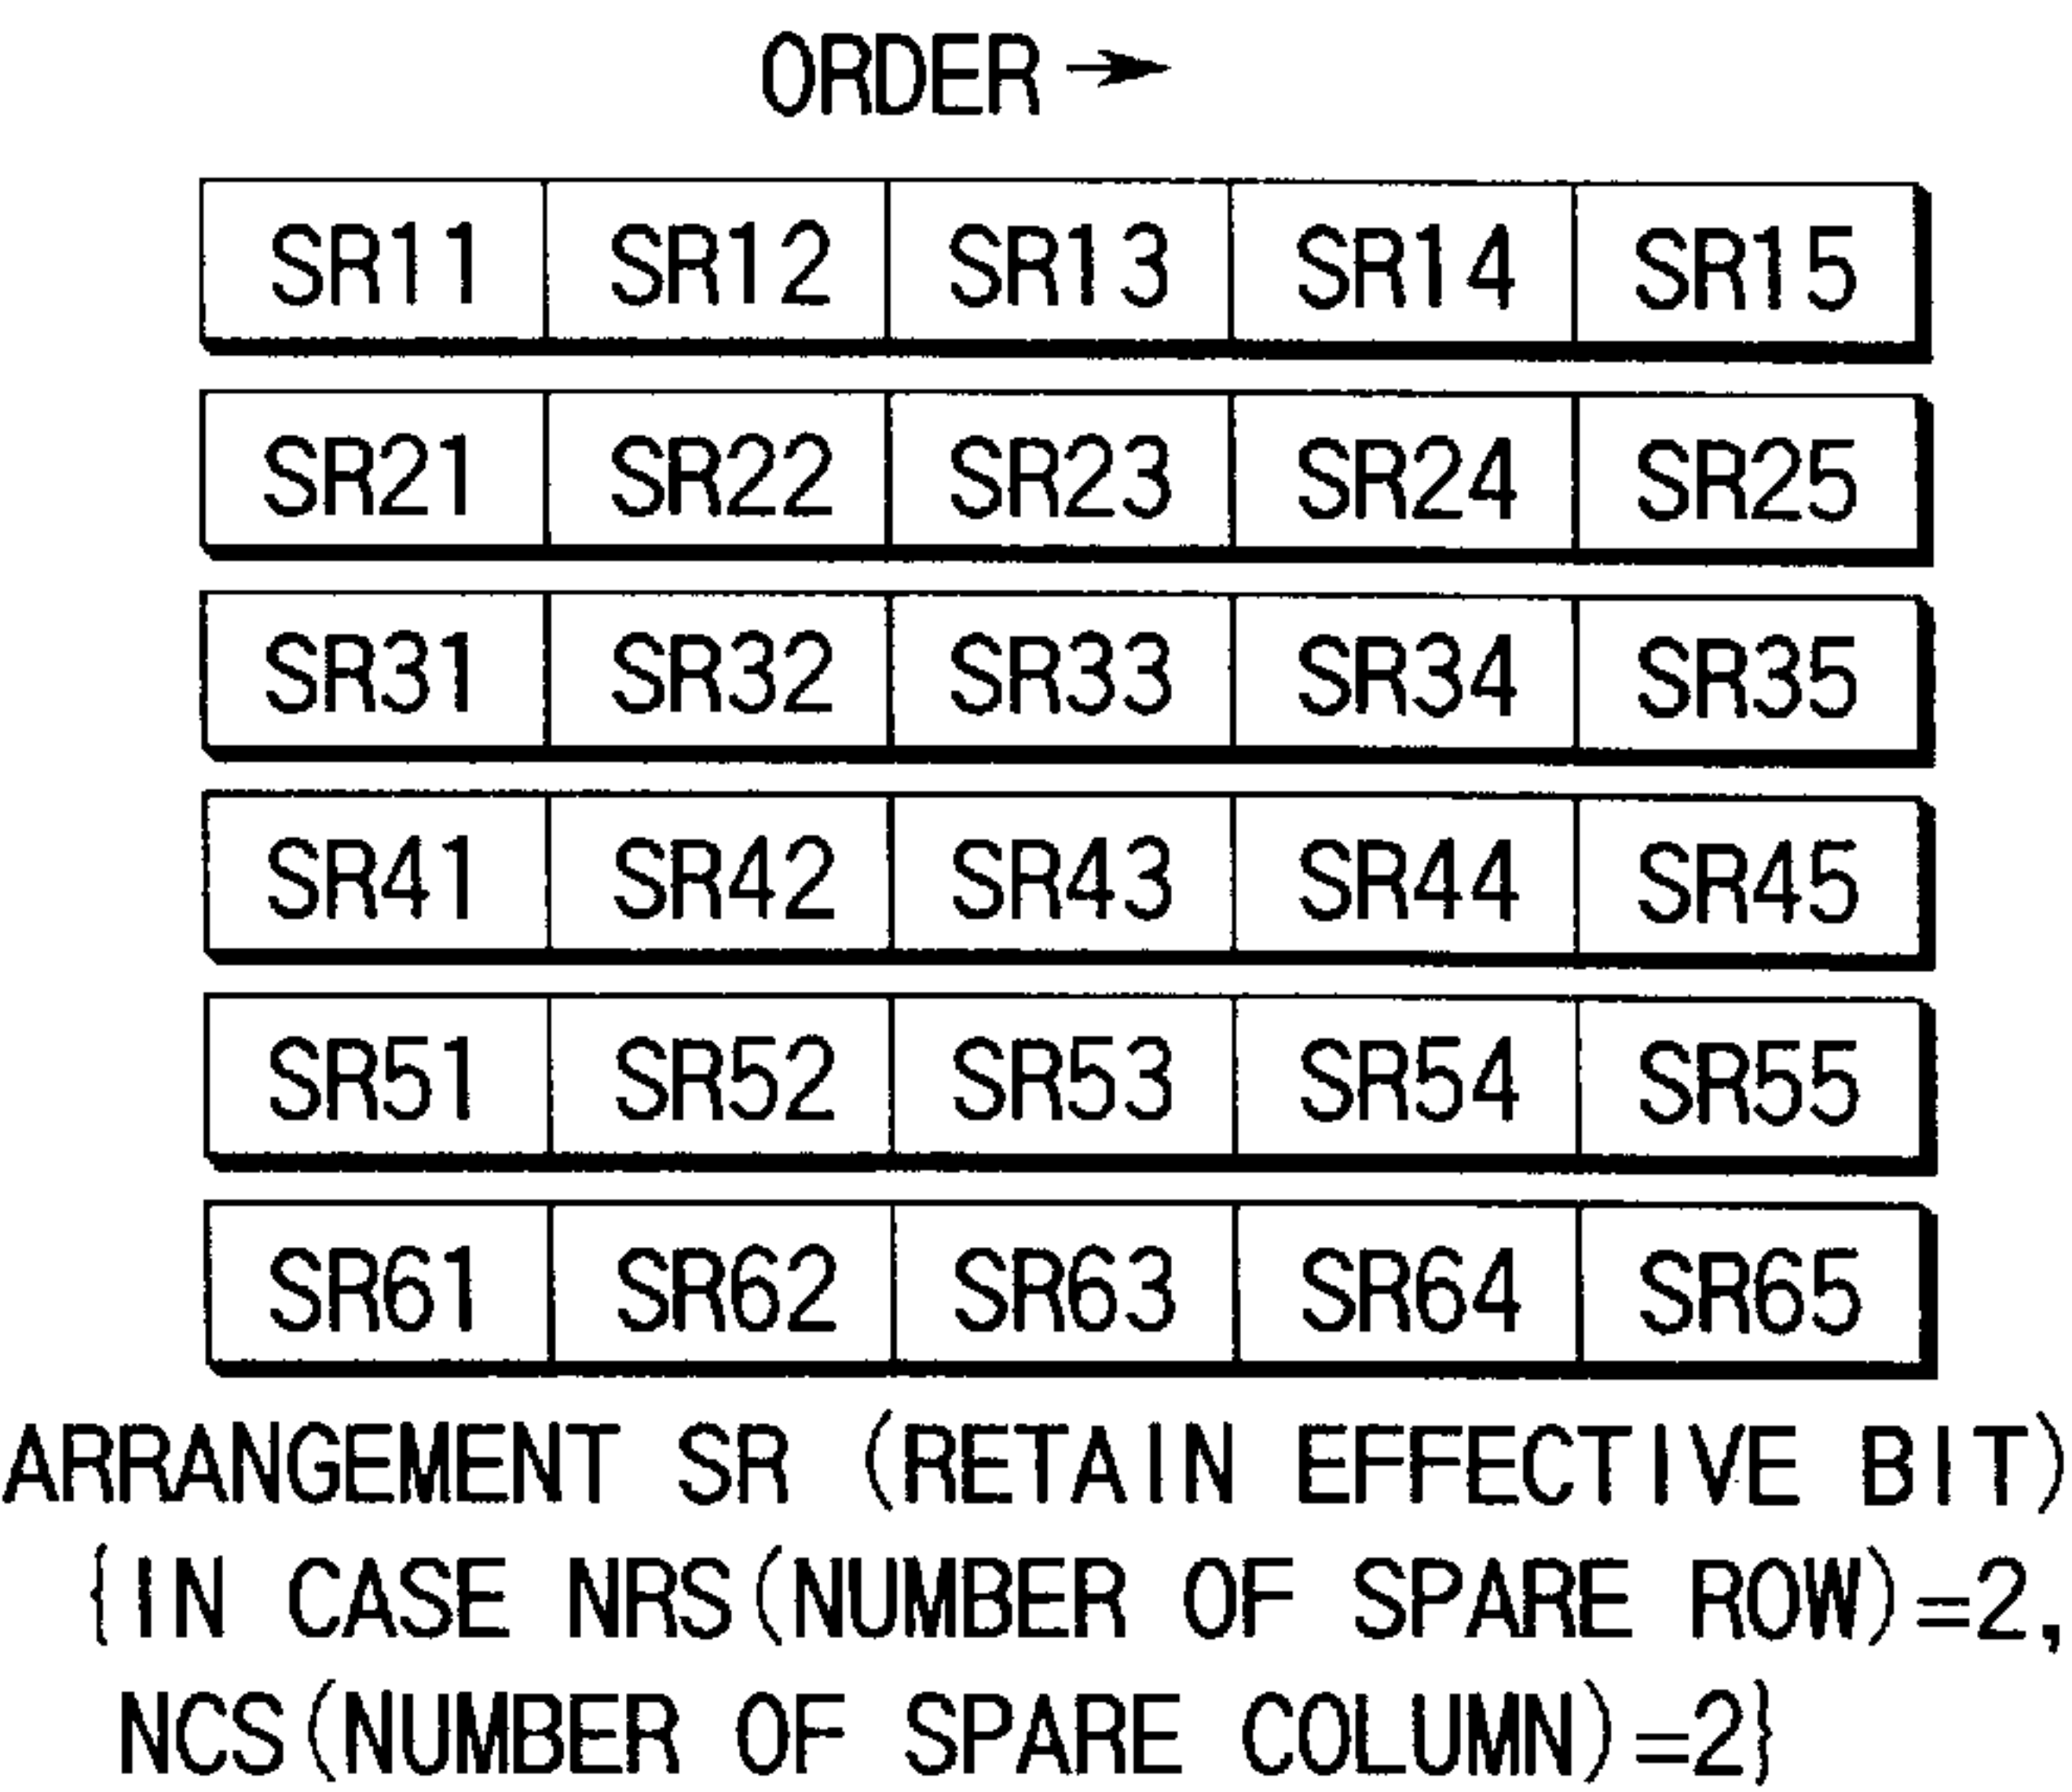 ORDER →
SR11 SR12 SR13 SR14 SR15
SR21 SR22 SR23 SR24 SR25
SR31 SR32 SR33 SR34 SR35
SR41 SR42 SR43 SR44 SR45
SR51 SR52 SR53 SR54 SR55
SR61 SR62 SR63 SR64 SR65
ARRANGEMENT SR (RETAIN EFFECTIVE BIT)
{IN CASE NRS(NUMBER OF SPARE ROW)=2,
NCS(NUMBER OF SPARE COLUMN)=2}